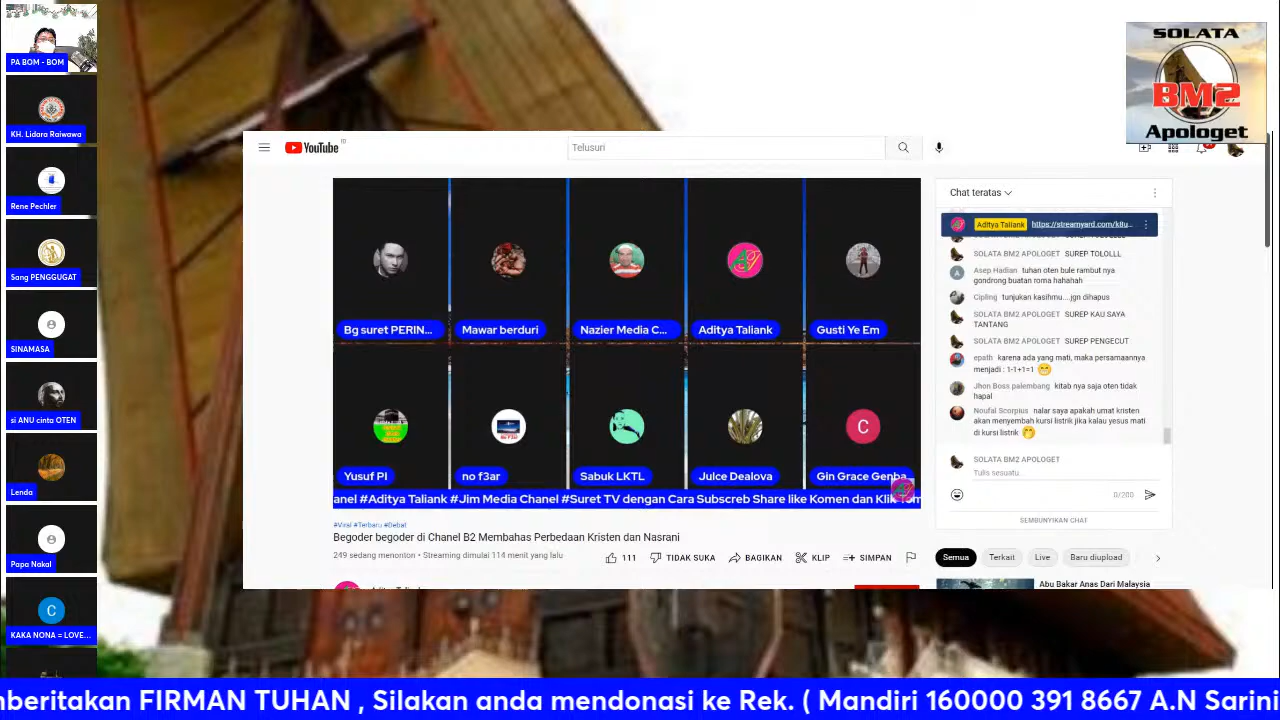 PA BOM - BOM
KH. Lidara Raiwawa
Rene Pechler
Sang PENGGUGAT
SINAMASA
si ANU cinta OTEN
Lenda
Papa Nakal
C
KAKA NONA = LOVE...
SOLATA
BM2
Apologet
YouTube
ID
Telusuri
Bg suret PERIN...
Mawar berduri
Nazier Media C...
Aditya Taliank
Gusti Ye Em
Yusuf PI
no f3ar
Sabuk LKTL
Julce Dealova
C
Gin Grace Genba
anel #Aditya Taliank #Jim Media Chanel #Suret TV dengan Cara Subscreb Share like Komen dan Klik
#Viral #Terbaru #Debat
Begoder begoder di Chanel B2 Membahas Perbedaan Kristen dan Nasrani
249 sedang menonton • Streaming dimulai 114 menit yang lalu
111
TIDAK SUKA
BAGIKAN
KLIP
SIMPAN
Chat teratas
Aditya Taliank https://streamyard.com/k8u...
SOLATA BM2 APOLOGET SUREP TOLOLLL
A
Asep Hadian tuhan oten bule rambut nya
gondrong buatan roma hahahah
Cipling tunjukan kasihmu....jgn dihapus
SOLATA BM2 APOLOGET SUREP KAU SAYA
TANTANG
SOLATA BM2 APOLOGET SUREP PENGECUT
epath karena ada yang mati, maka persamaannya
menjadi : 1-1+1=1
Jhon Boss palembang kitab nya saja oten tidak
hapal
Noufal Scorpius nalar saya apakah umat kristen
akan menyembah kursi listrik jika kalau yesus mati
di kursi listrik
SOLATA BM2 APOLOGET
Tulis sesuatu.
0/200
SEMBUNYIKAN CHAT
Semua
Terkait
Live
Baru diupload
Abu Bakar Anas Dari Malaysia
mberitakan FIRMAN TUHAN , Silakan anda mendonasi ke Rek. ( Mandiri 160000 391 8667 A.N Sarini